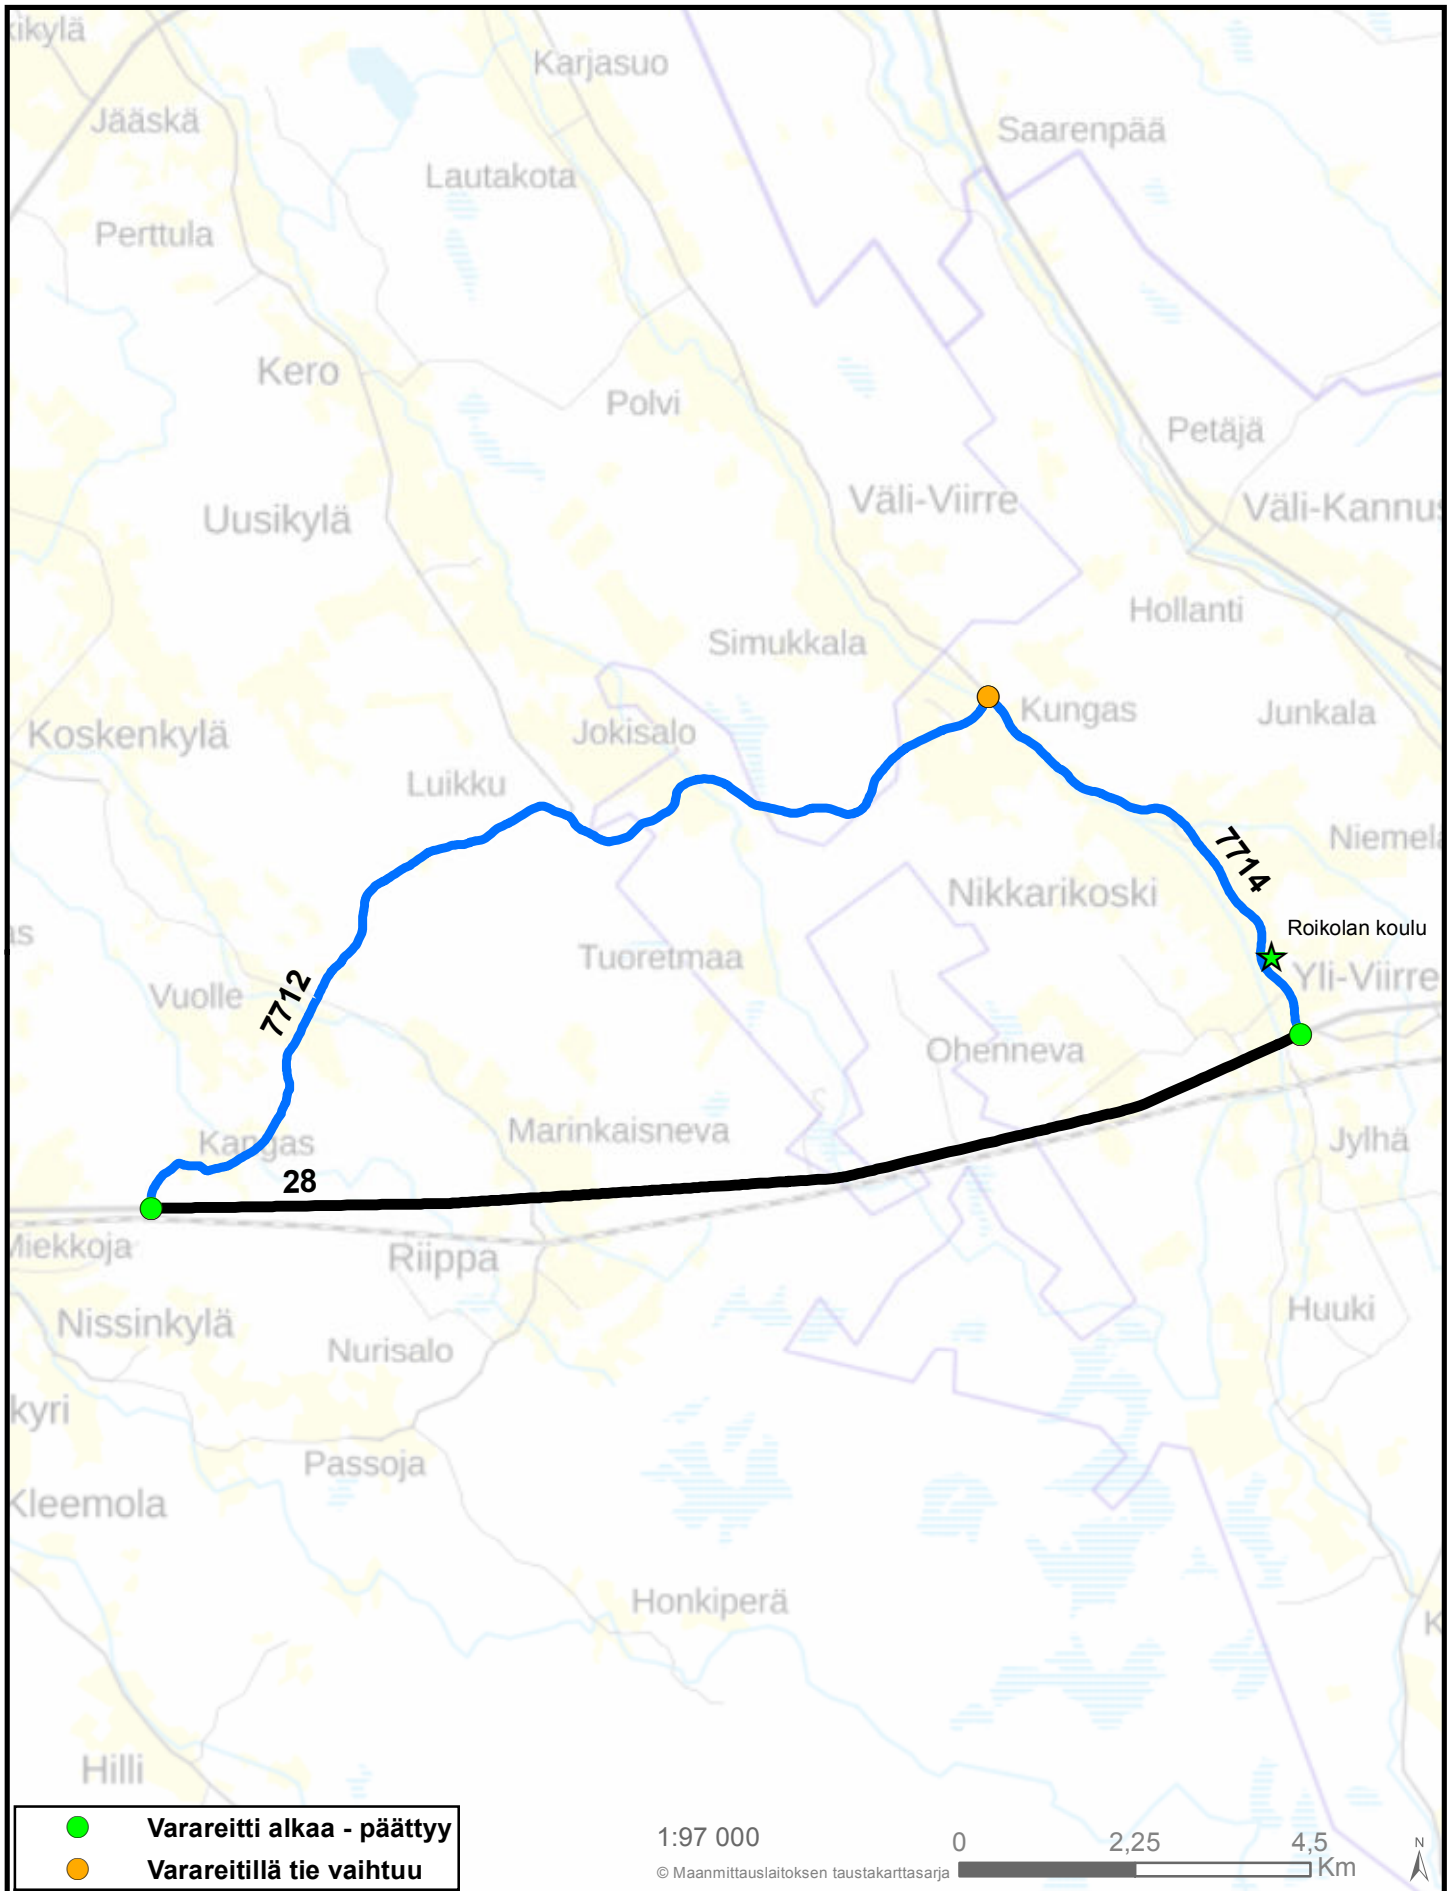 Karjasuo
Jääskä
Saarenpää
Lautakota
Perttula
Kero
Polvi
Petäjä
Väli-Viirre
Uusikylä
Hollanti
Simukkala
Kungas
Junkala
Koskenkylä
Jokisalo
Luikku
Niemelä
7714
Nikkarikoski
Roikolan koulu
Tuoretmaa
Yli-Viirre
Vuolle
7712
Ohenneva
Marinkaisneva
Jylhä
Kangas
28
Riippa
Nissinkylä
Huuki
Nurisalo
Passoja
Kleemola
Honkiperä
Hilli
Varareitti alkaa - päättyy
Varareitillä tie vaihtuu
1:97 000
© Maanmittauslaitoksen taustakarttasarja
0 2,25 4,5
Km
N